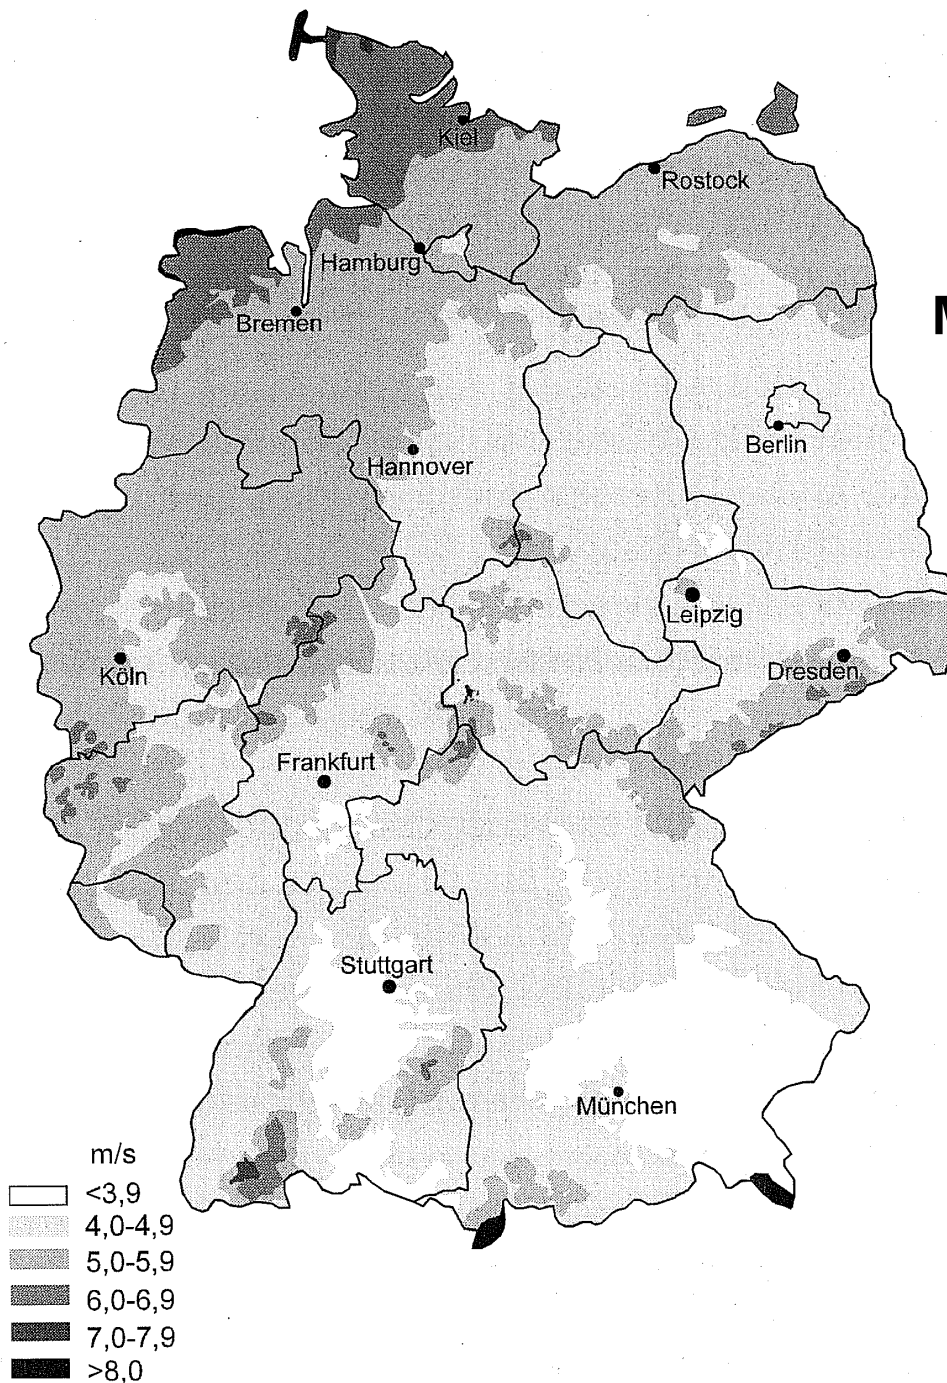 Kiel
Rostock
Hamburg
Bremen
M
Berlin
Hannover
Leipzig
Köln
Dresden
Frankfurt
Stuttgart
München
m/s
<3,9
4,0-4,9
5,0-5,9
6,0-6,9
7,0-7,9
>8,0